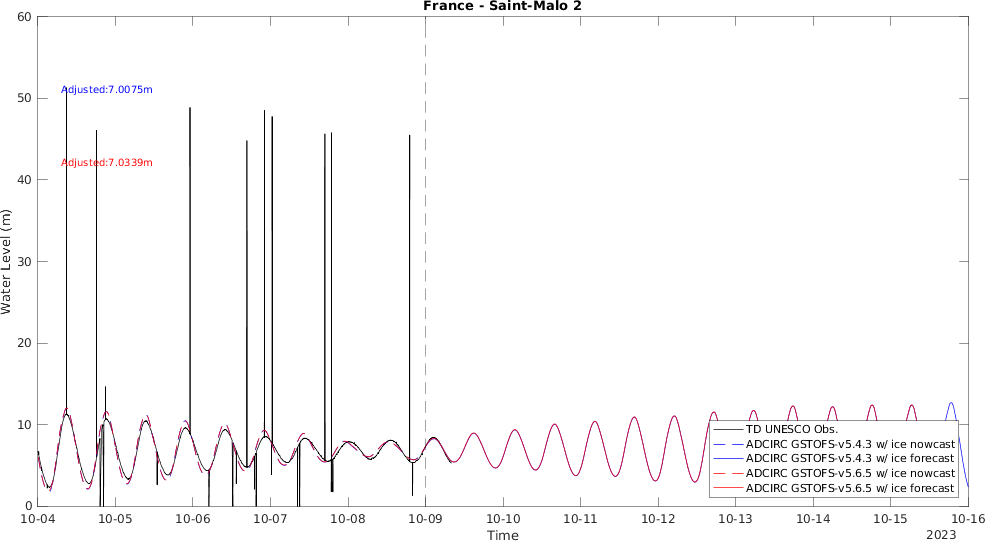 France - Saint-Malo 2
60
50
40
30
20
10
0
Water Level (m)
Adjusted:7.0075m
Adjusted:7.0339m
TD UNESCO Obs.
ADCIRC GSTOFS-v5.4.3 w/ ice nowcast
ADCIRC GSTOFS-v5.4.3 w/ ice forecast
ADCIRC GSTOFS-v5.6.5 w/ ice nowcast
ADCIRC GSTOFS-v5.6.5 w/ ice forecast
10-04 10-05 10-06 10-07 10-08 10-09 10-10 10-11 10-12 10-13 10-14 10-15 10-16
Time
2023